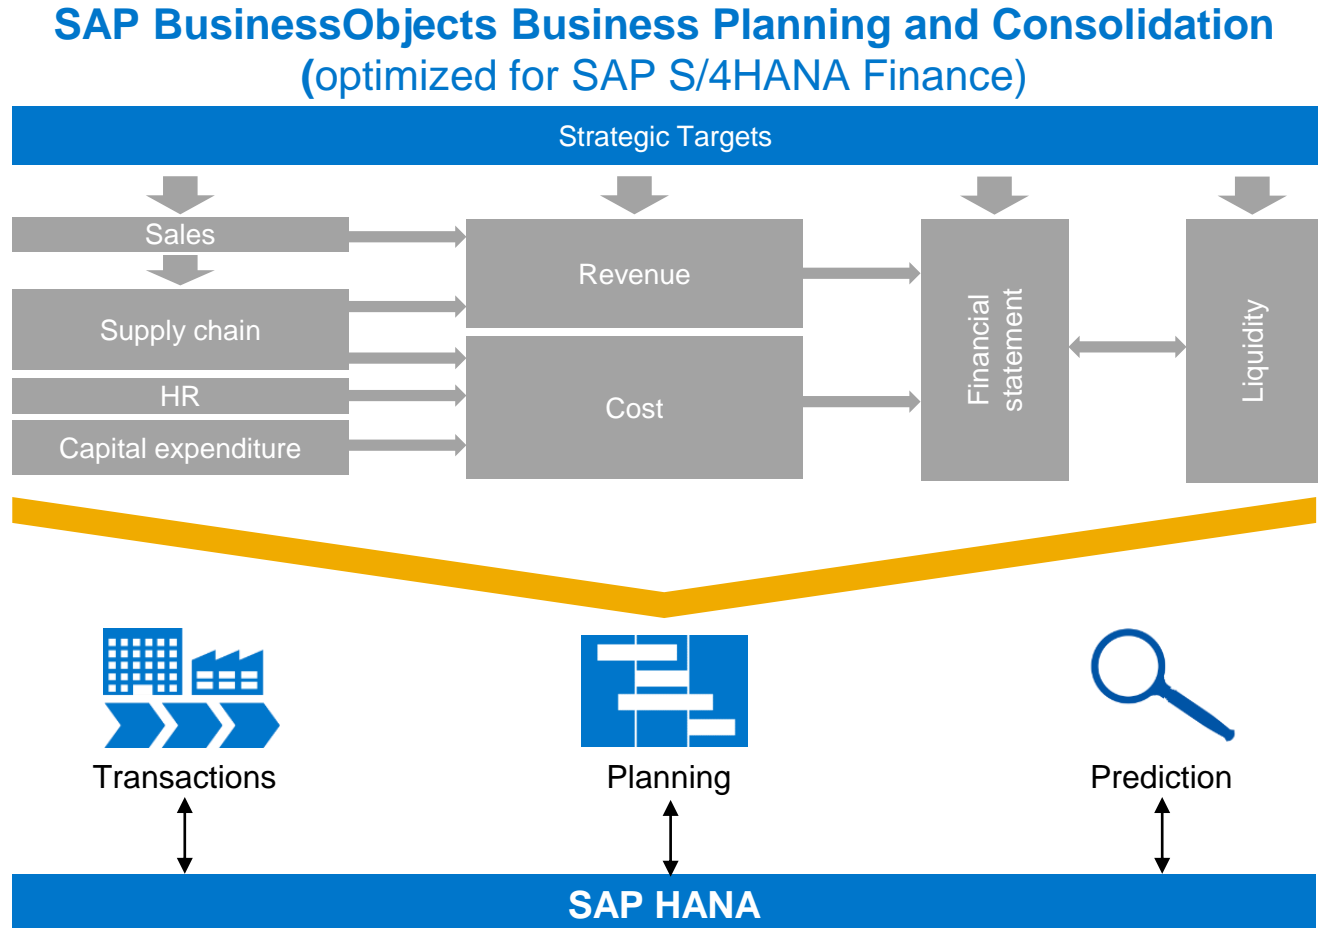 SAP BusinessObjects Business Planning and Consolidation
(optimized for SAP S/4HANA Finance)
Strategic Targets
Sales
Supply chain
HR
Capital expenditure
Revenue
Cost
Financial
statement
Liquidity
Transactions
Planning
Prediction
SAP HANA